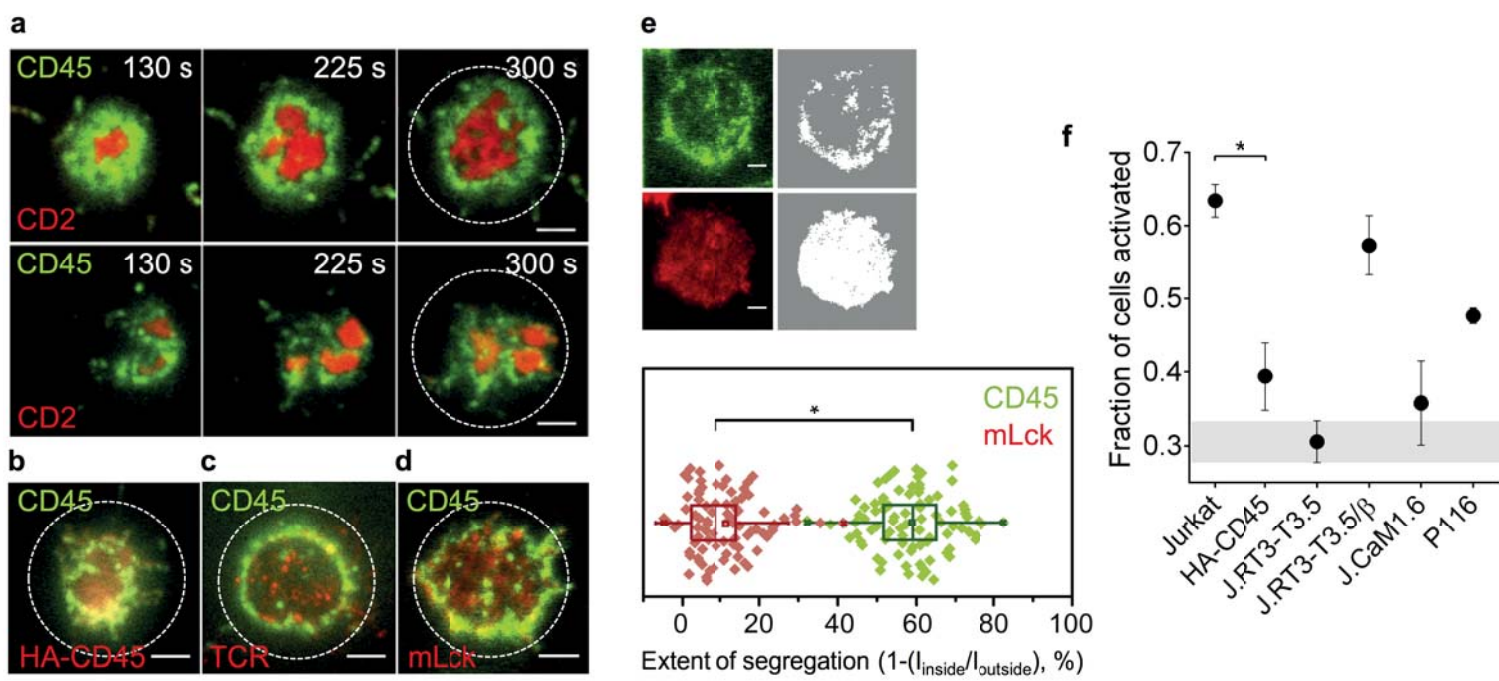 a
CD45 130 s 225 s 300 s
CD2
CD45 130 s 225 s 300 s
CD2
b c d
CD45 CD45 CD45
HA-CD45 TCR mLck
e
CD45
mLck
*
0 20 40 60 80 100
Extent of segregation (1-(Iinside/Ioutside), %)
f
*
0.7
0.6
0.5
0.4
0.3
Fraction of cells activated
Jurkat
HA-CD45
J.RT3-T3.5
J.RT3-T3.5/β
J.CaM1.6
P116